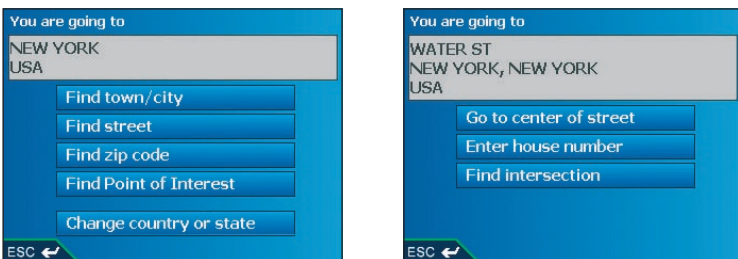 You are going to
NEW YORK
USA
Find town/city
Find street
Find zip code
Find Point of Interest
Change country or state
ESC
You are going to
WATER ST
NEW YORK, NEW YORK
USA
Go to center of street
Enter house number
Find intersection
ESC